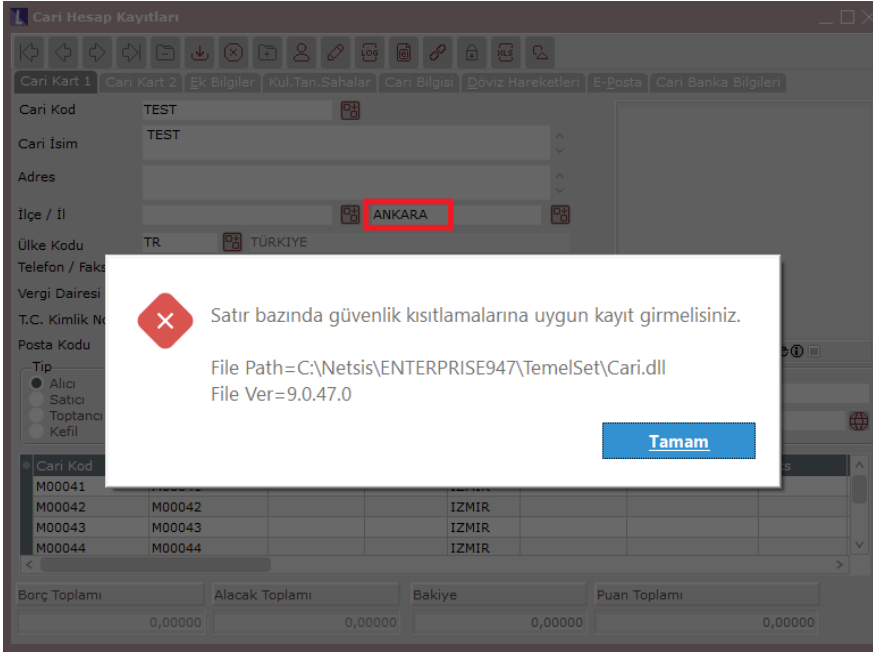 Cari Hesap Kayıtları
LOG
XLS
Cari Kart 1 Cari Kart 2 Ek Bilgiler Kul.Tan.Sahalar Cari Bilgisi Döviz Hareketleri E-Posta Cari Banka Bilgileri
Cari Kod TEST
Cari İsim TEST
Adres
İlçe / İl ANKARA
Ülke Kodu TR TÜRKIYE
Telefon / Faks
Vergi Dairesi
T.C. Kimlik
Posta Kodu
Tip
Alıcı
Satıcı
Toptancı
Kefil
Satır bazında güvenlik kısıtlamalarına uygun kayıt girmelisiniz.
File Path=C:\Netsis\ENTERPRISE947\TemelSet\Cari.dll
File Ver=9.0.47.0
Tamam
Cari Kod
M00041 IZMIR
M00042 M00042 IZMIR
M00043 M00043 IZMIR
M00044 M00044 IZMIR
Borç Toplamı Alacak Toplamı Bakiye Puan Toplamı
0,00000 0,00000 0,00000 0,00000